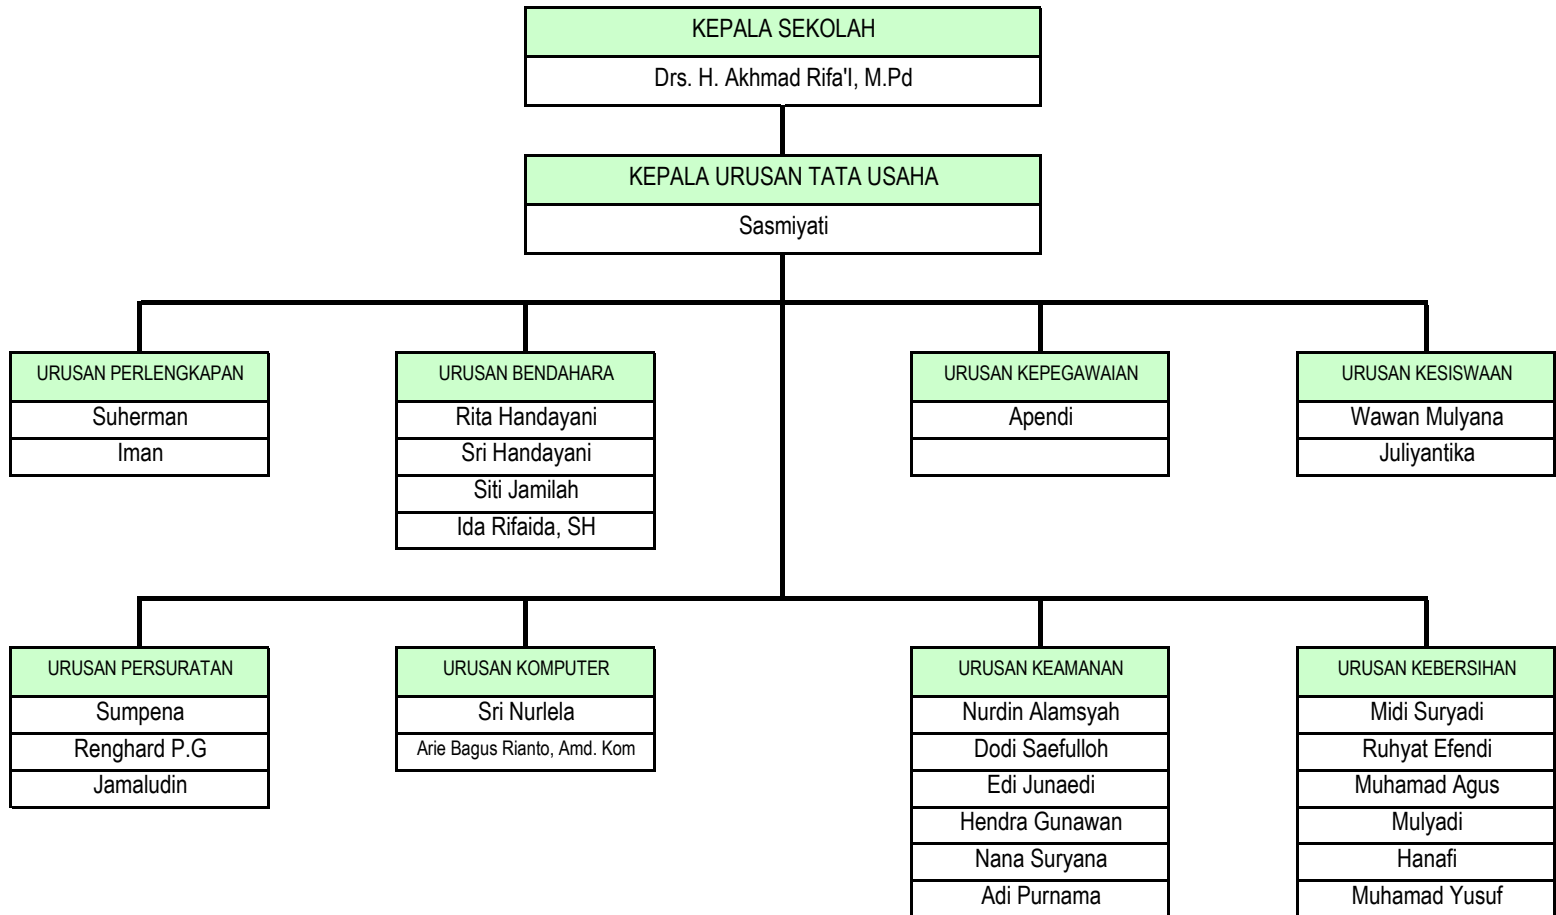 KEPALA SEKOLAH
Drs. H. Akhmad Rifa'I, M.Pd
KEPALA URUSAN TATA USAHA
Sasmiyati
URUSAN PERLENGKAPAN
Suherman
Iman
URUSAN BENDAHARA
Rita Handayani
Sri Handayani
Siti Jamilah
Ida Rifaida, SH
URUSAN KEPEGAWAIAN
Apendi
URUSAN KESISWAAN
Wawan Mulyana
Juliyantika
URUSAN PERSURATAN
Sumpena
Renghard P.G
Jamaludin
URUSAN KOMPUTER
Sri Nurlela
Arie Bagus Rianto, Amd. Kom
URUSAN KEAMANAN
Nurdin Alamsyah
Dodi Saefulloh
Edi Junaedi
Hendra Gunawan
Nana Suryana
Adi Purnama
URUSAN KEBERSIHAN
Midi Suryadi
Ruhyat Efendi
Muhamad Agus
Mulyadi
Hanafi
Muhamad Yusuf